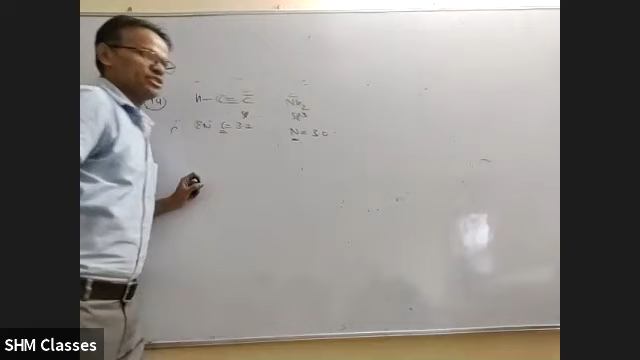 14 H-C≡C̄ N̄H2
sp sp3
EN C = 3.2 N = 3.0
SHM Classes